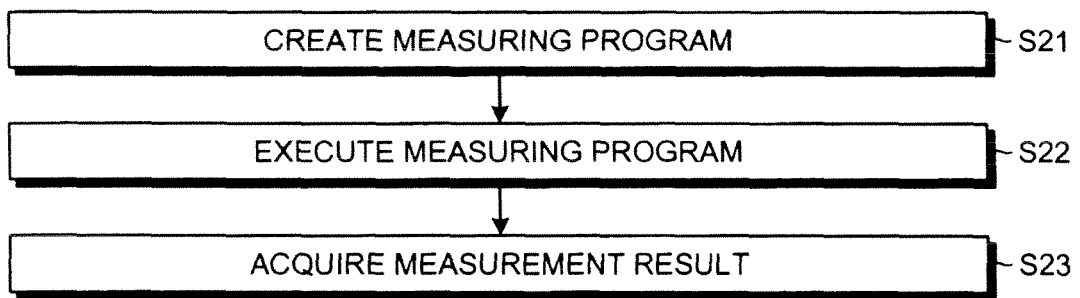 CREATE MEASURING PROGRAM S21
EXECUTE MEASURING PROGRAM S22
ACQUIRE MEASUREMENT RESULT S23